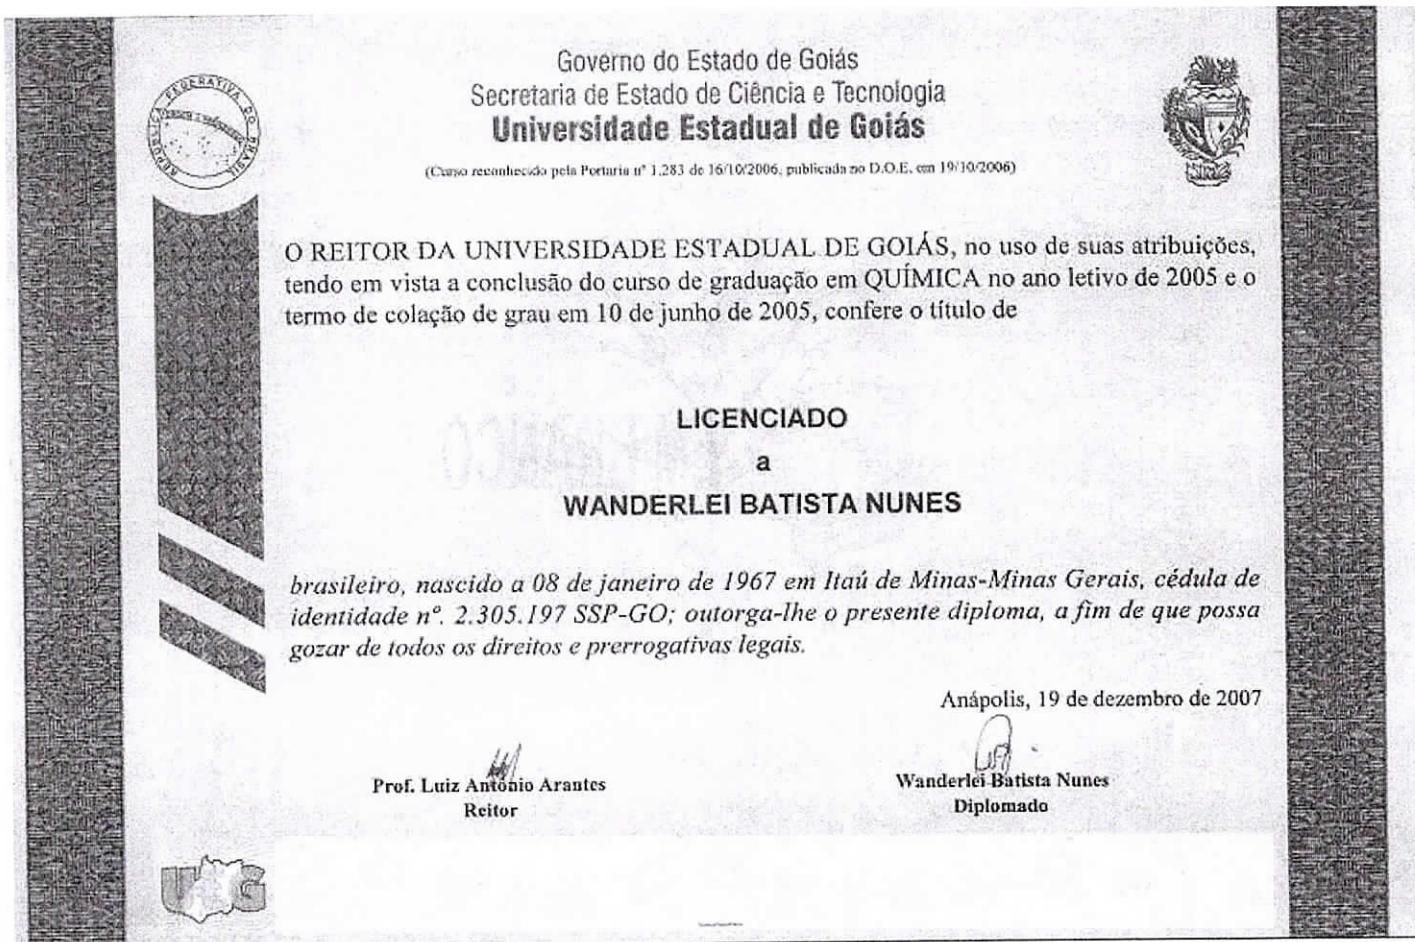 Governo do Estado de Goiás
Secretaria de Estado de Ciência e Tecnologia
Universidade Estadual de Goiás
(Curso reconhecido pela Portaria nº 1.283 de 16/10/2006, publicada no D.O.E. em 19/10/2006)
REPÚBLICA FEDERATIVA DO BRASIL
O REITOR DA UNIVERSIDADE ESTADUAL DE GOIÁS, no uso de suas atribuições,
tendo em vista a conclusão do curso de graduação em QUÍMICA no ano letivo de 2005 e o
termo de colação de grau em 10 de junho de 2005, confere o título de
LICENCIADO
a
WANDERLEI BATISTA NUNES
brasileiro, nascido a 08 de janeiro de 1967 em Itaú de Minas-Minas Gerais, cédula de
identidade nº. 2.305.197 SSP-GO; outorga-lhe o presente diploma, a fim de que possa
gozar de todos os direitos e prerrogativas legais.
Anápolis, 19 de dezembro de 2007
Prof. Luiz Antônio Arantes
Reitor
Wanderlei Batista Nunes
Diplomado
UEG